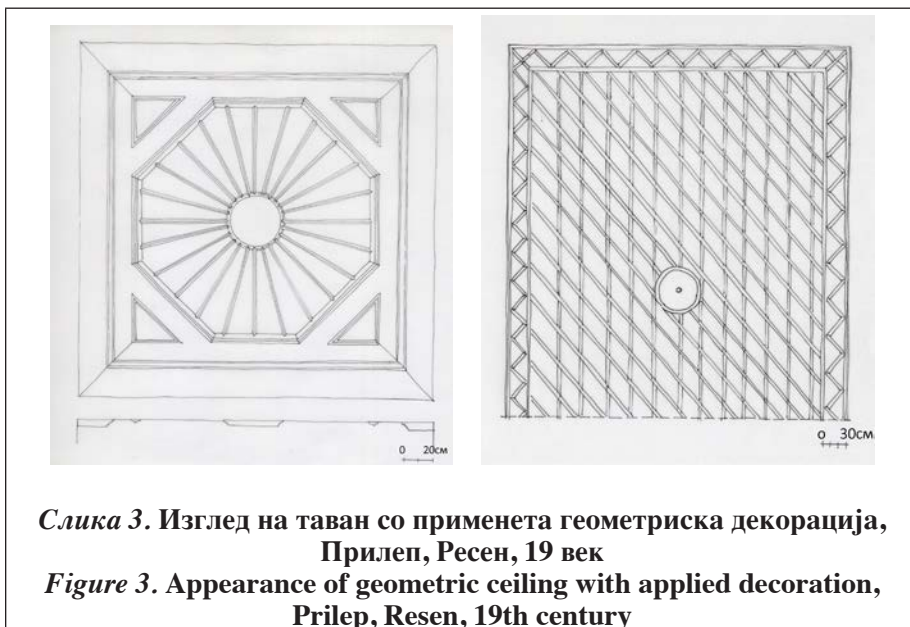 0 20см
0 30см
Слика 3. Изглед на таван со применета геометриска декорација,
Прилеп, Ресен, 19 век
Figure 3. Appearance of geometric ceiling with applied decoration,
Prilep, Resen, 19th century